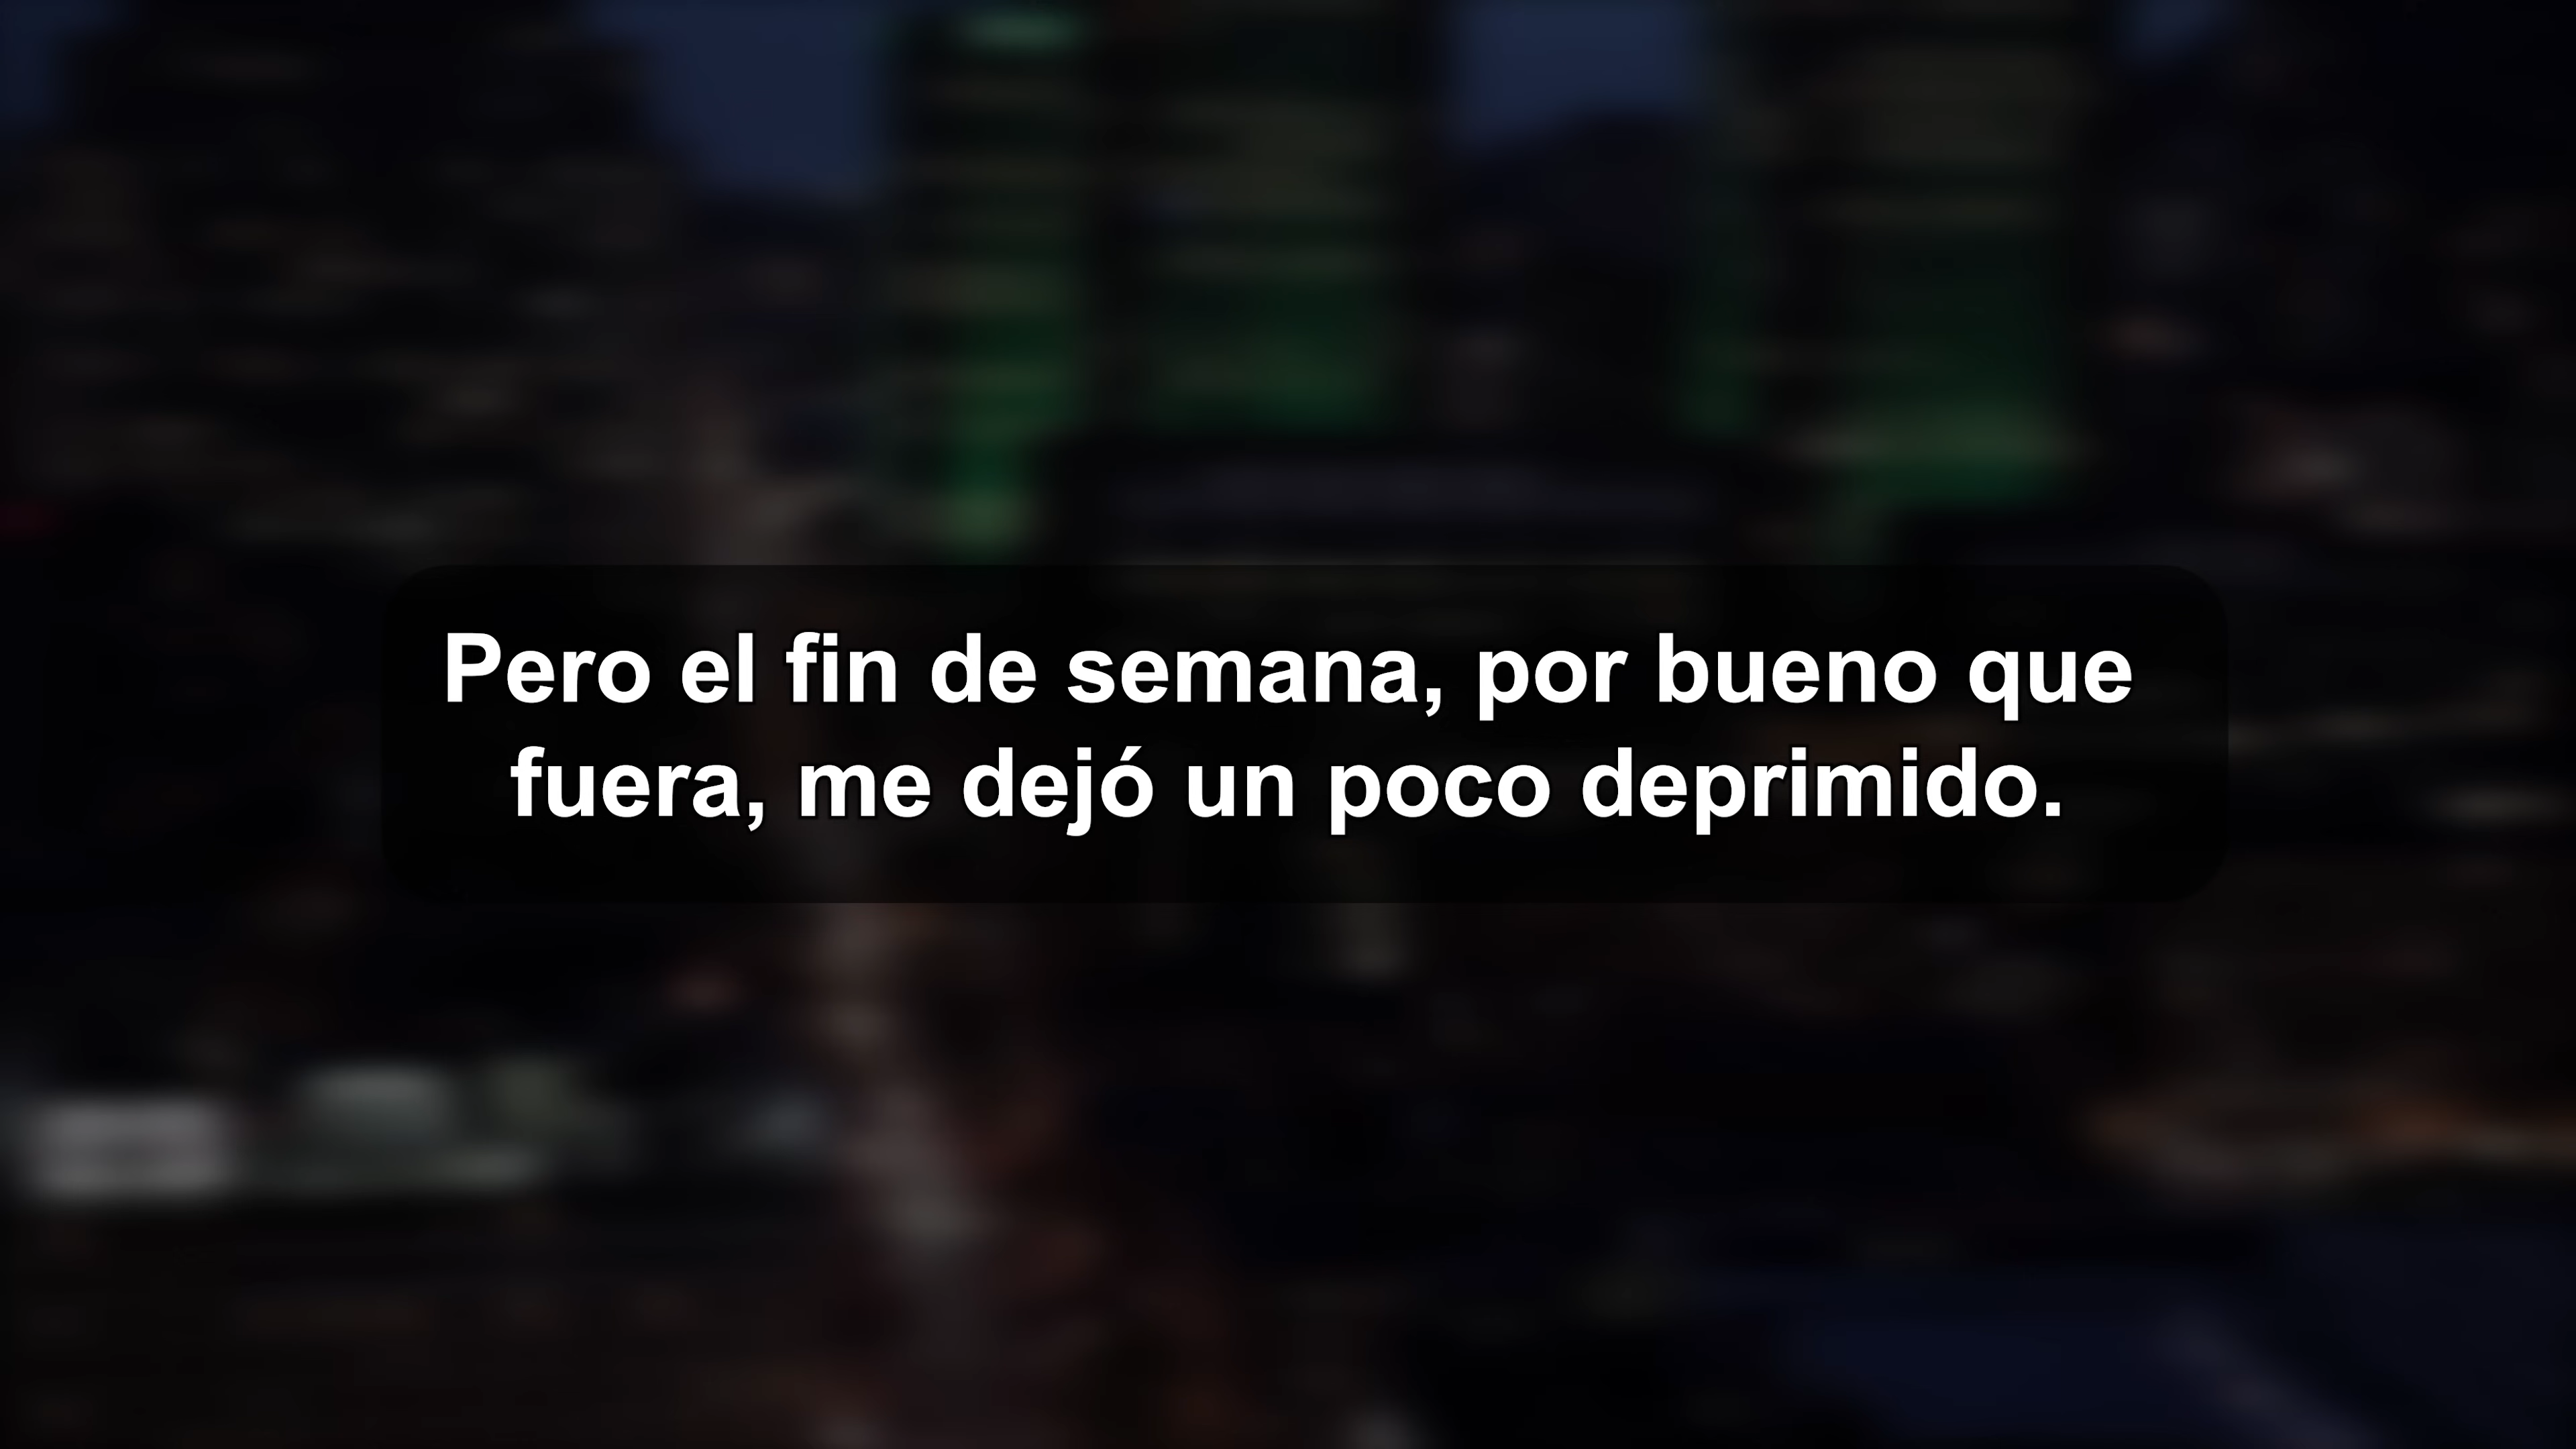 Pero el fin de semana, por bueno que
fuera, me dejó un poco deprimido.